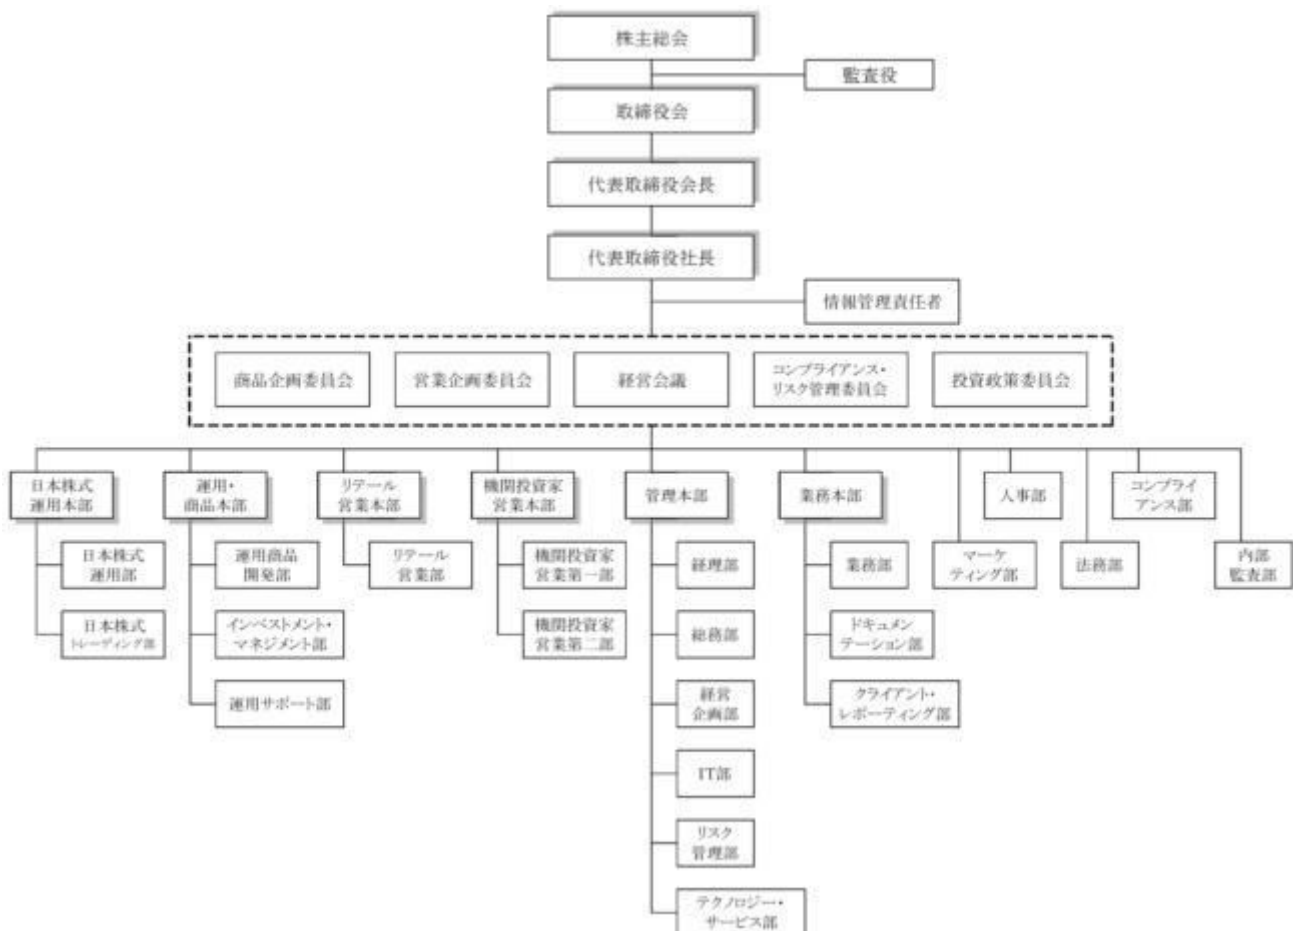 株主総会
監査役
取締役会
代表取締役会長
代表取締役社長
情報管理責任者
商品企画委員会
営業企画委員会
経営会議
コンプライアンス・
リスク管理委員会
投資政策委員会
日本株式
運用本部
運用・
商品本部
リテール
営業本部
機関投資家
営業本部
管理本部
業務本部
人事部
コンプライ
アンス部
日本株式
運用部
運用商品
開発部
リテール
営業部
機関投資家
営業第一部
経理部
業務部
マーケ
ティング部
法務部
内部
監査部
日本株式
トレーディング部
インベストメント・
マネジメント部
機関投資家
営業第二部
総務部
ドキュメン
テーション部
運用サポート部
経営
企画部
クライアント・
レポーティング部
IT部
リスク
管理部
テクノロジー・
サービス部